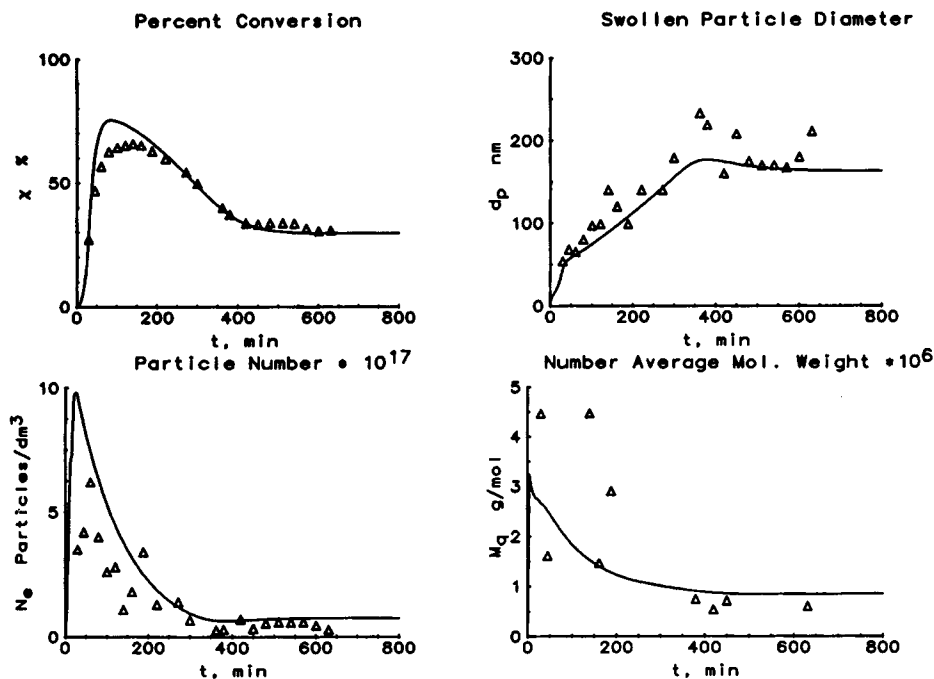 Percent Conversion
100
50
0
χ %
0 200 400 600 800
t, min
Swollen Particle Diameter
300
200
100
0
dp nm
0 200 400 600 800
t, min
Particle Number * 10^17
10
5
0
Ne Particles/dm^3
0 200 400 600 800
t, min
Number Average Mol. Weight *10^6
5
4
3
2
1
0
Mq g/mol
0 200 400 600 800
t, min